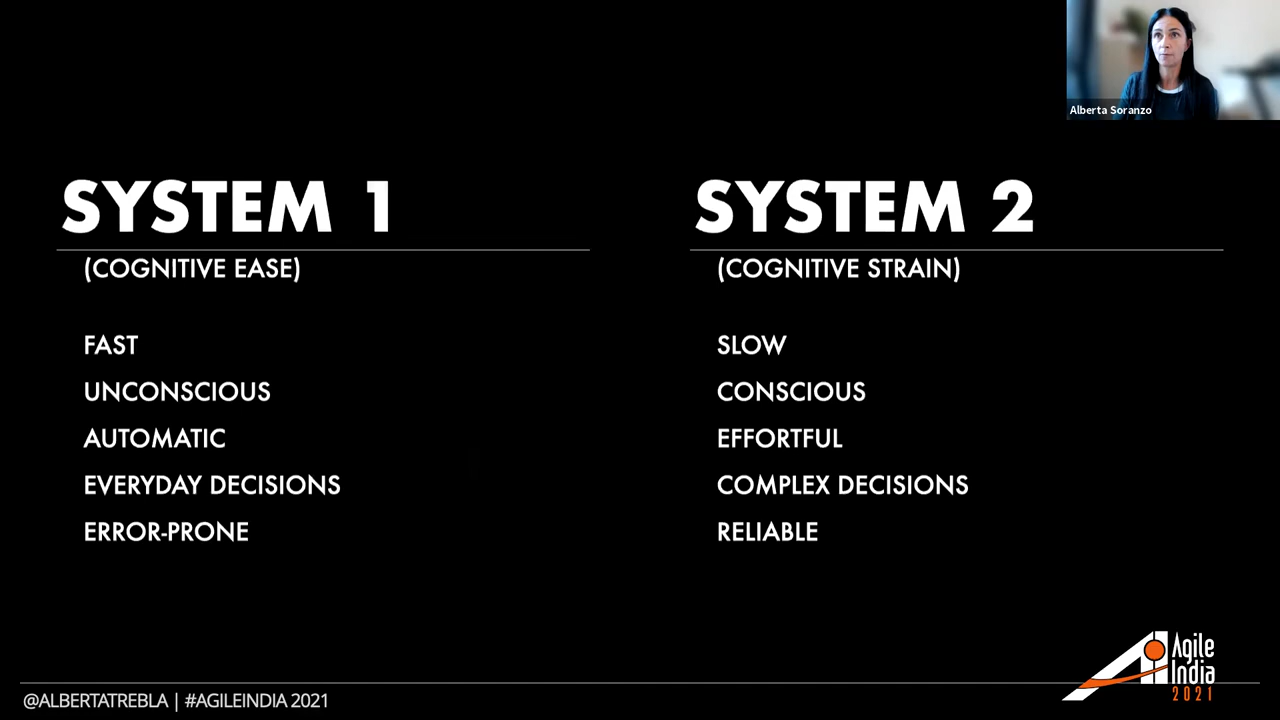 Alberta Soranzo
SYSTEM 1
(COGNITIVE EASE)
FAST
UNCONSCIOUS
AUTOMATIC
EVERYDAY DECISIONS
ERROR-PRONE
SYSTEM 2
(COGNITIVE STRAIN)
SLOW
CONSCIOUS
EFFORTFUL
COMPLEX DECISIONS
RELIABLE
@ALBERTATREBLA | #AGILEINDIA 2021
Agile
India
2021